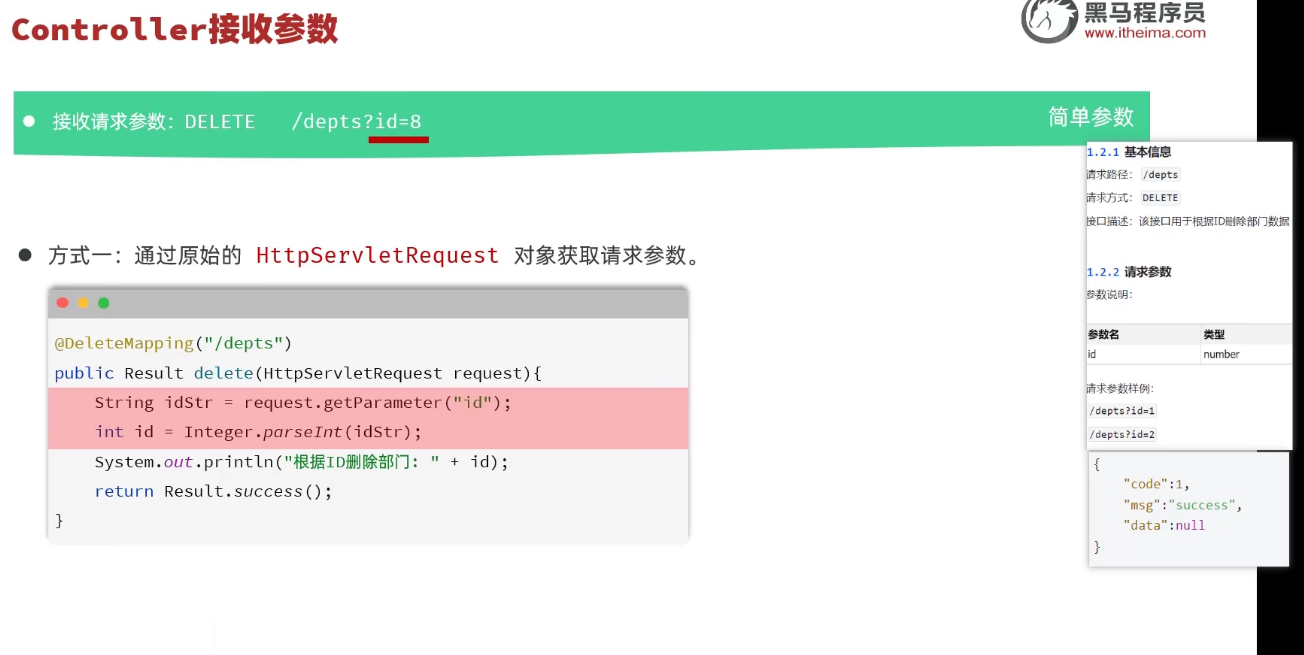 Controller接收参数
黑马程序员
www.itheima.com
接收请求参数：DELETE /depts?id=8
简单参数
方式一：通过原始的 HttpServletRequest 对象获取请求参数。
@DeleteMapping("/depts")
public Result delete(HttpServletRequest request){
String idStr = request.getParameter("id");
int id = Integer.parseInt(idStr);
System.out.println("根据ID删除部门: " + id);
return Result.success();
}
1.2.1 基本信息
请求路径： /depts
请求方式： DELETE
接口描述：该接口用于根据ID删除部门数据
1.2.2 请求参数
参数说明：
参数名 类型
id number
请求参数样例：
/depts?id=1
/depts?id=2
{
"code":1,
"msg":"success",
"data":null
}